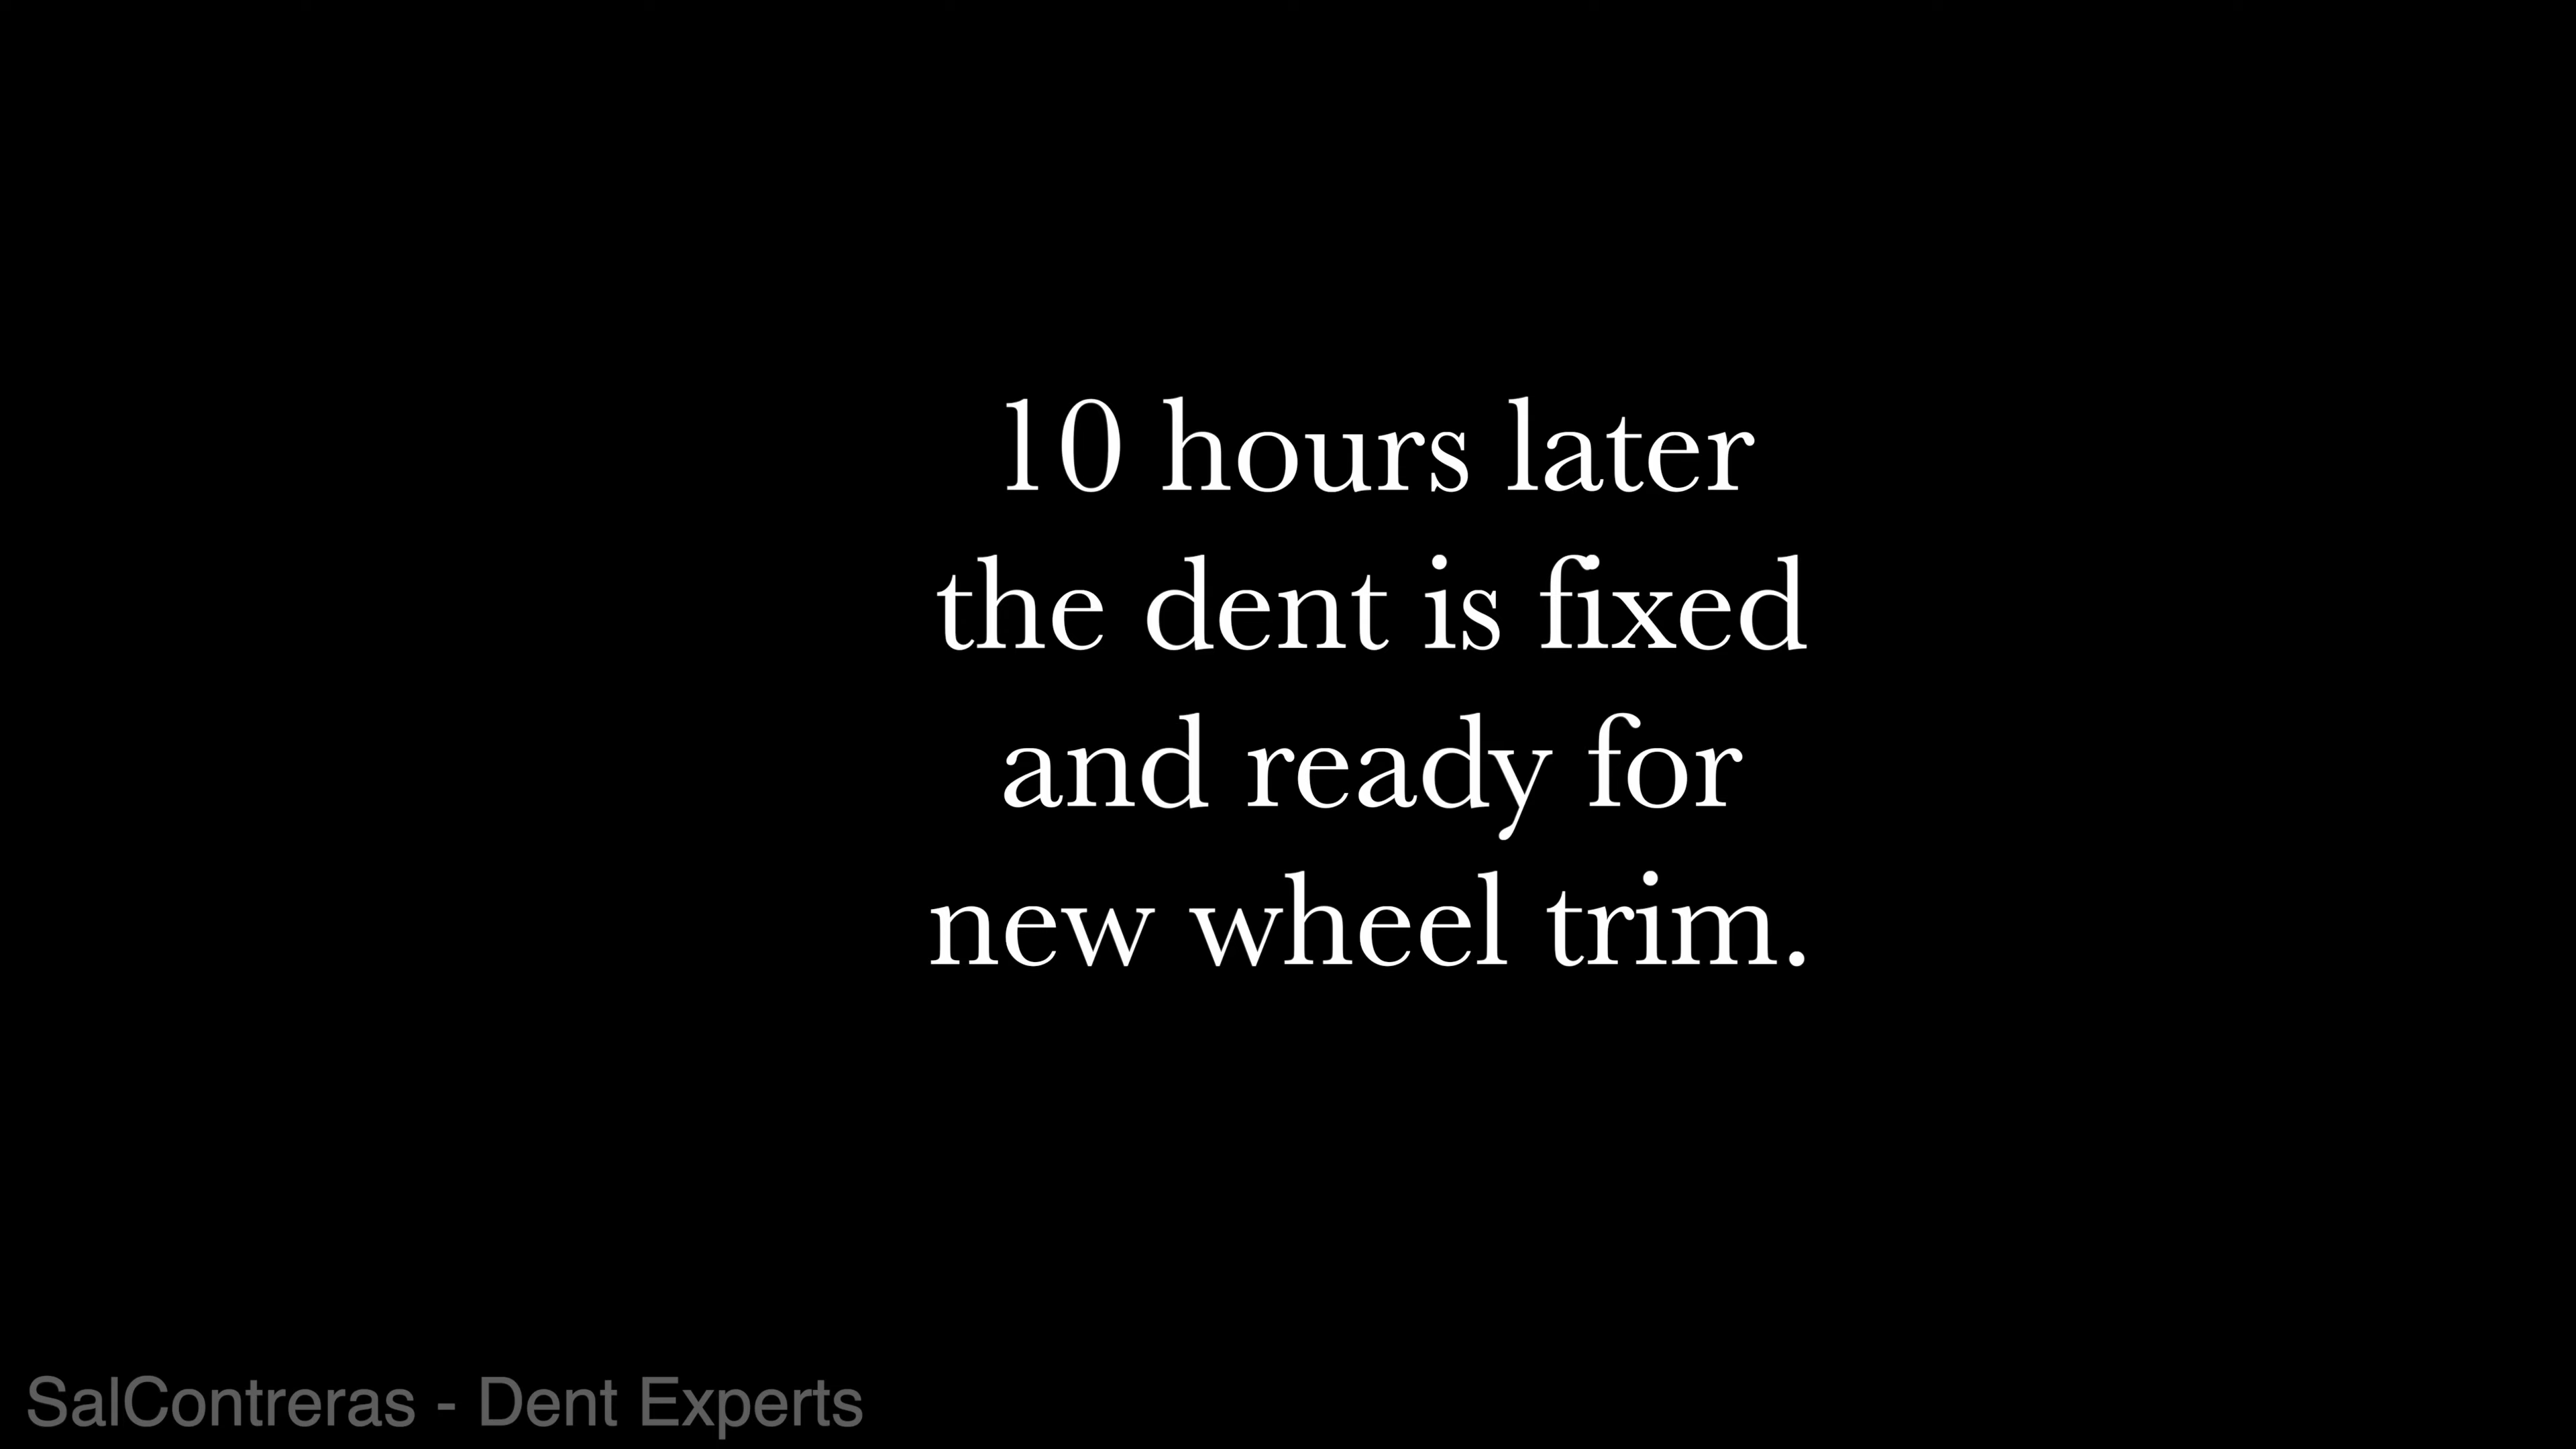 10 hours later
the dent is fixed
and ready for
new wheel trim.
SalContreras - Dent Experts